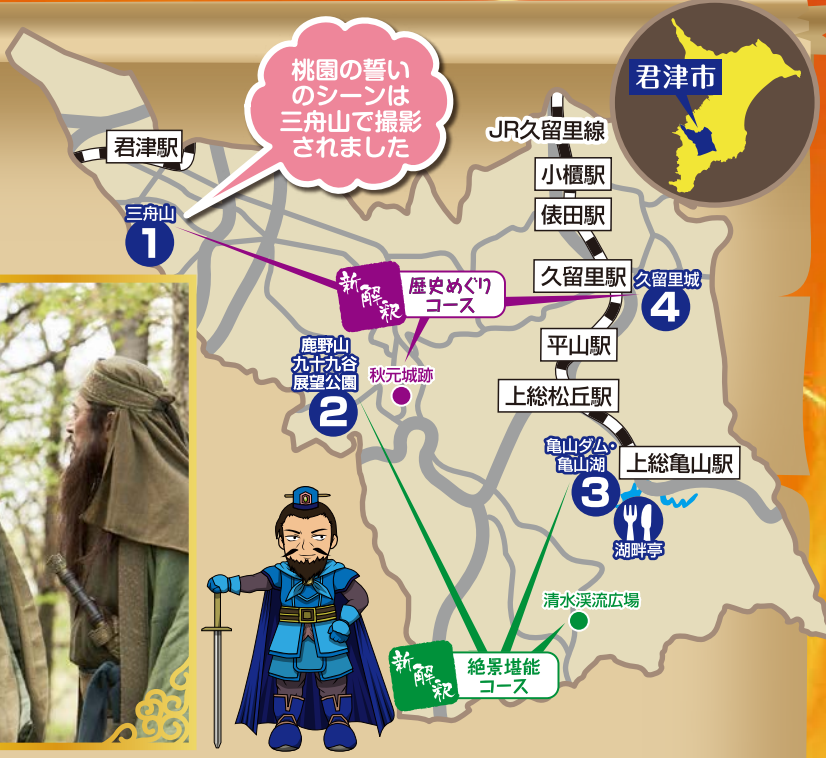 桃園の誓い
のシーンは
三舟山で撮影
されました
君津市
君津駅
JR久留里線
小櫃駅
俵田駅
三舟山
1
久留里駅
久留里城
4
新解釈
歴史めぐり
コース
鹿野山
九十九谷
展望公園
2
平山駅
秋元城跡
上総松丘駅
亀山ダム・
亀山湖
3
上総亀山駅
湖畔亭
清水渓流広場
新解釈
絶景堪能
コース